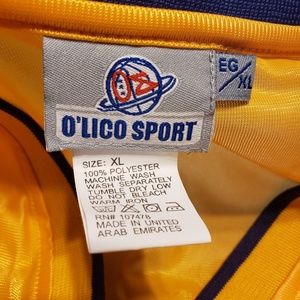 EG/
XL
O'LICO SPORT
SIZE: XL
100% POLYESTER
MACHINE WASH
WASH SEPARATELY
TUMBLE DRY LOW
DO NOT BLEACH
WARM IRON
RN# 107478
MADE IN UNITED
ARAB EMIRATES